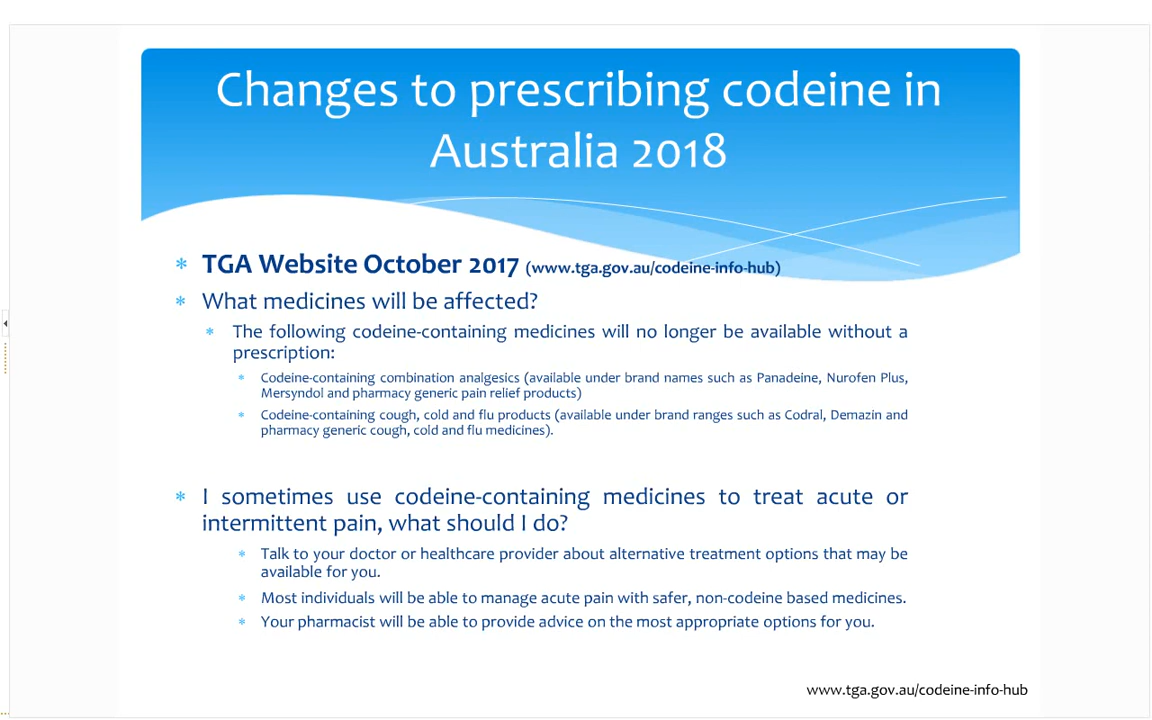 Changes to prescribing codeine in
Australia 2018
* TGA Website October 2017 (www.tga.gov.au/codeine-info-hub)
* What medicines will be affected?
* The following codeine-containing medicines will no longer be available without a
prescription:
* Codeine-containing combination analgesics (available under brand names such as Panadeine, Nurofen Plus,
Mersyndol and pharmacy generic pain relief products)
* Codeine-containing cough, cold and flu products (available under brand ranges such as Codral, Demazin and
pharmacy generic cough, cold and flu medicines).
* I sometimes use codeine-containing medicines to treat acute or
intermittent pain, what should I do?
* Talk to your doctor or healthcare provider about alternative treatment options that may be
available for you.
* Most individuals will be able to manage acute pain with safer, non-codeine based medicines.
* Your pharmacist will be able to provide advice on the most appropriate options for you.
www.tga.gov.au/codeine-info-hub